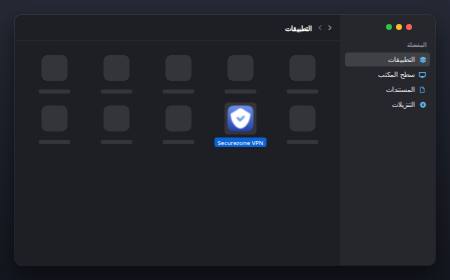 التطبيقات
المفضلة
التطبيقات
سطح المكتب
المستندات
التنزيلات
Securezone VPN